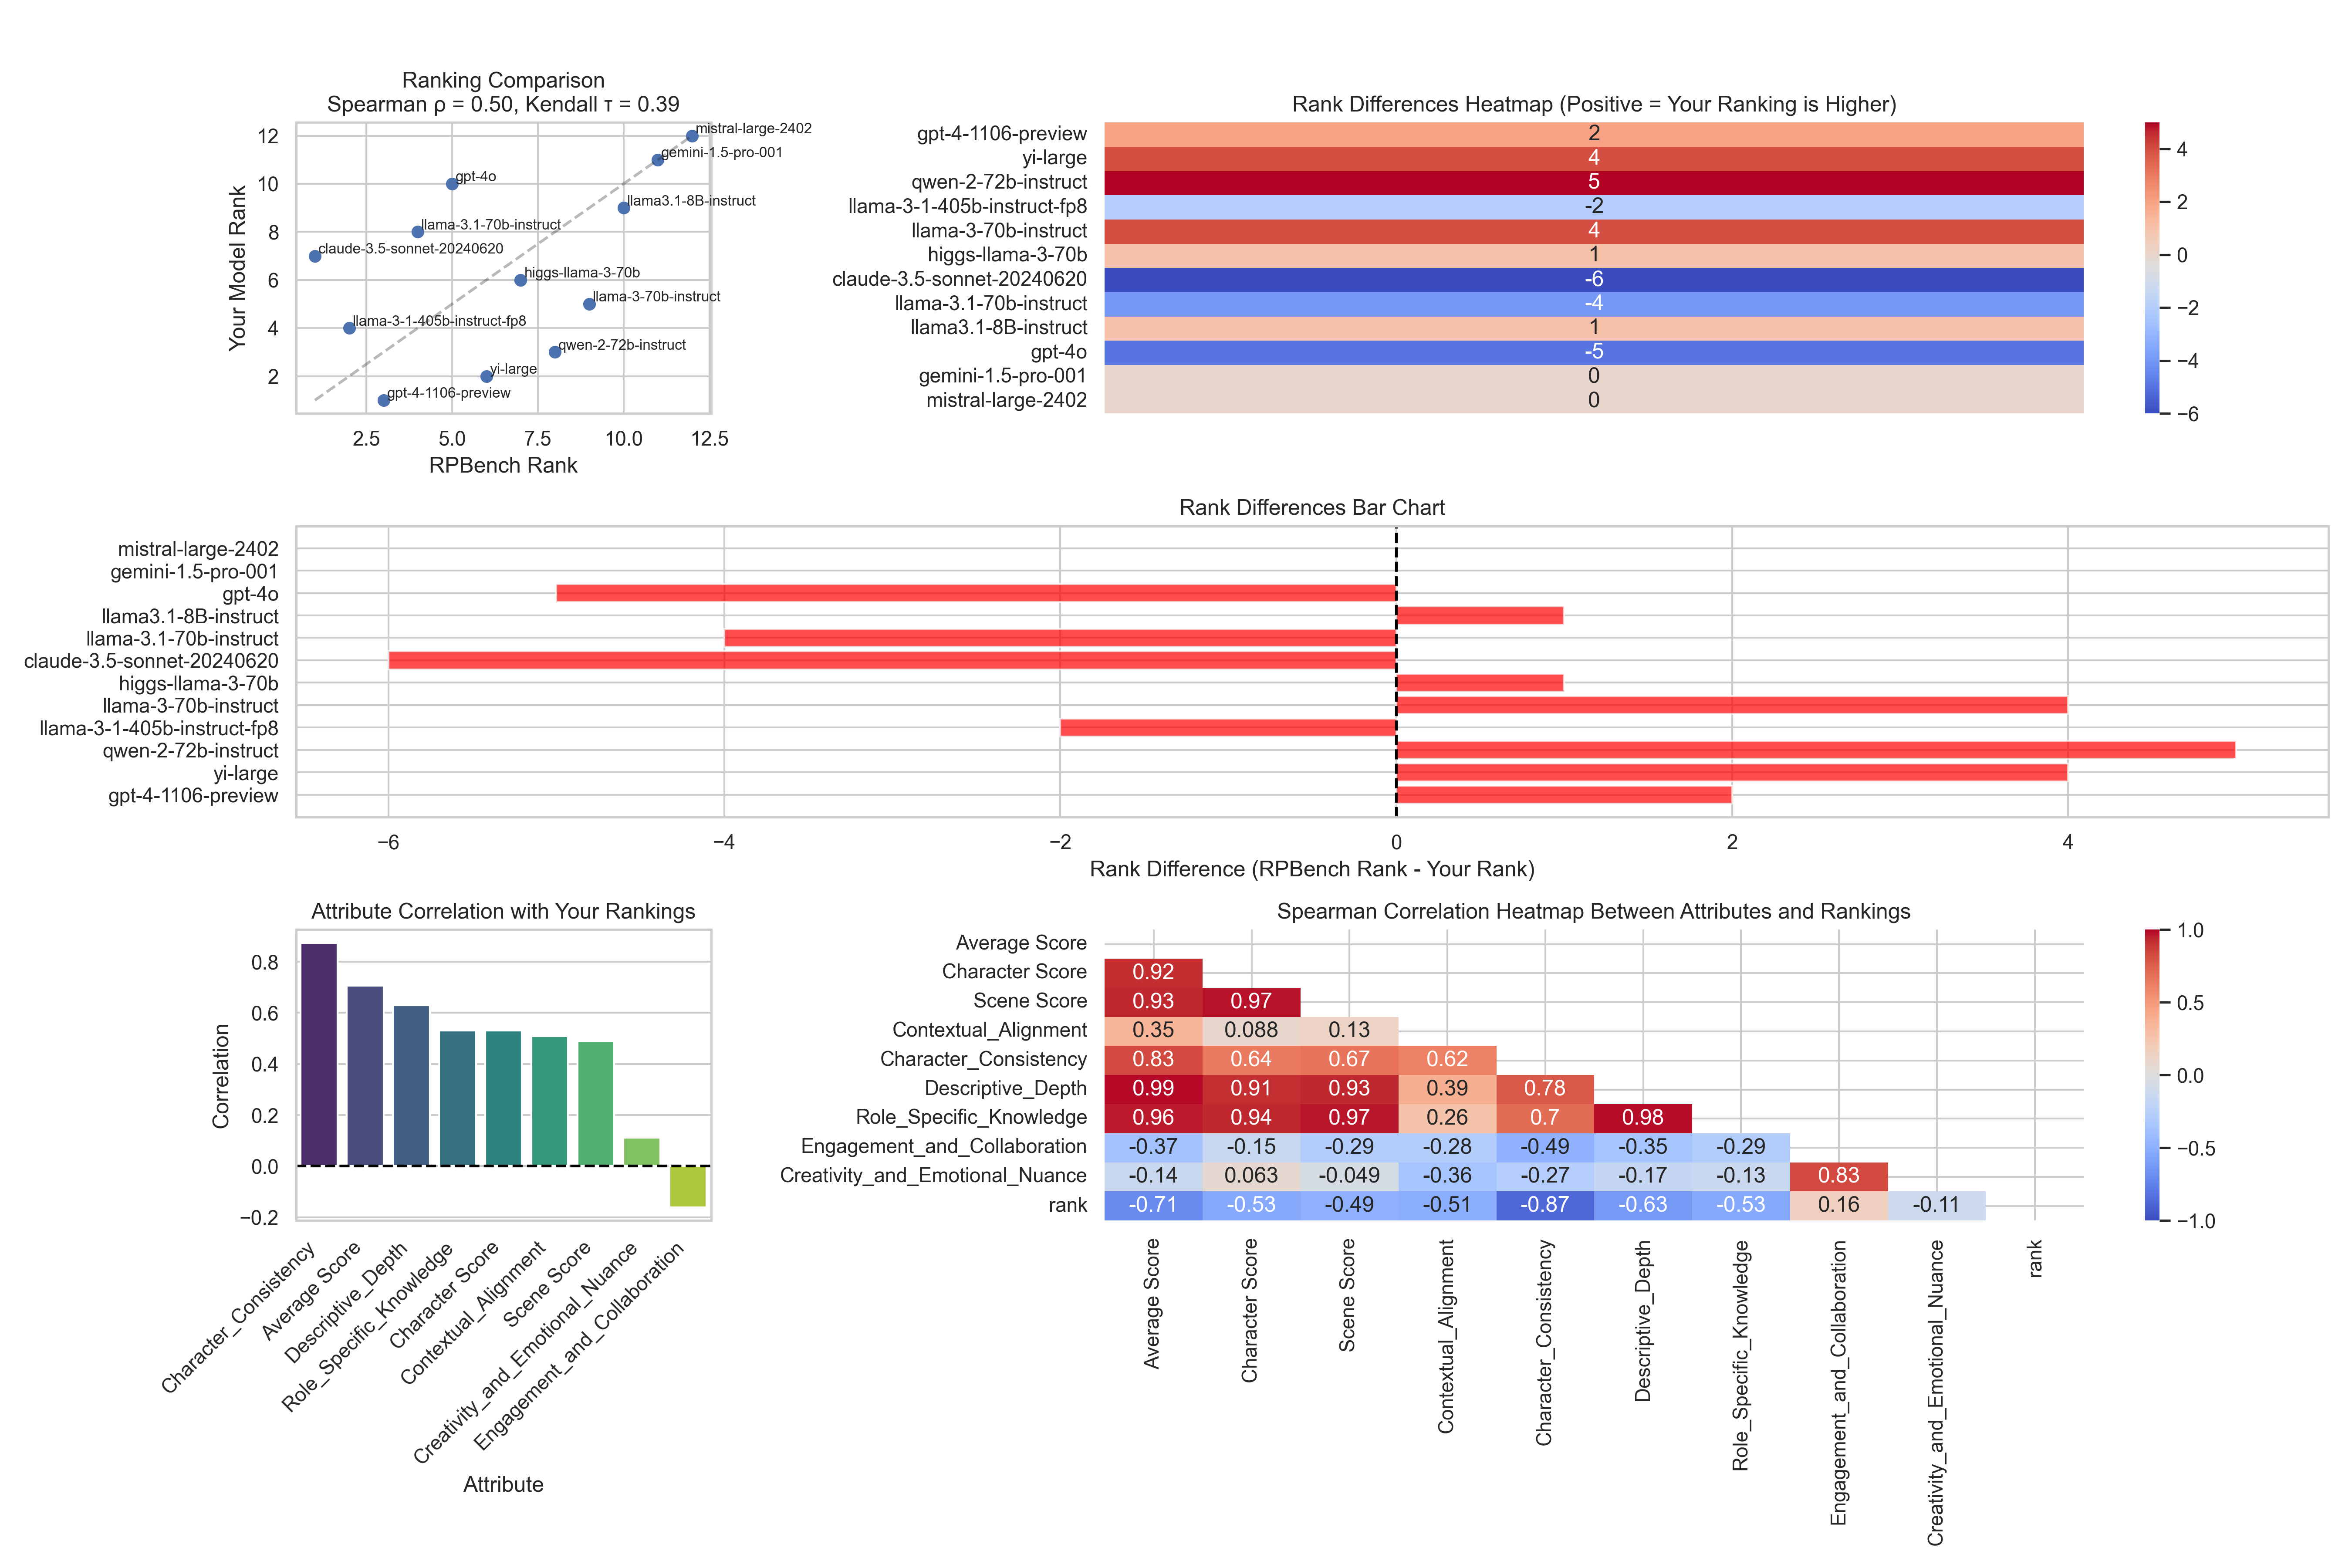 Ranking Comparison
Spearman ρ = 0.50, Kendall τ = 0.39
12
10
8
6
4
2
Your Model Rank
mistral-large-2402
gemini-1.5-pro-001
gpt-4o
llama3.1-8B-instruct
llama-3.1-70b-instruct
claude-3.5-sonnet-20240620
higgs-llama-3-70b
llama-3-70b-instruct
llama-3-1-405b-instruct-fp8
qwen-2-72b-instruct
yi-large
gpt-4-1106-preview
2.5 5.0 7.5 10.0 12.5
RPBench Rank
Rank Differences Heatmap (Positive = Your Ranking is Higher)
gpt-4-1106-preview 2
yi-large 4
qwen-2-72b-instruct 5
llama-3-1-405b-instruct-fp8 -2
llama-3-70b-instruct 4
higgs-llama-3-70b 1
claude-3.5-sonnet-20240620 -6
llama-3.1-70b-instruct -4
llama3.1-8B-instruct 1
gpt-4o -5
gemini-1.5-pro-001 0
mistral-large-2402 0
4
2
0
−2
−4
−6
Rank Differences Bar Chart
mistral-large-2402
gemini-1.5-pro-001
gpt-4o
llama3.1-8B-instruct
llama-3.1-70b-instruct
claude-3.5-sonnet-20240620
higgs-llama-3-70b
llama-3-70b-instruct
llama-3-1-405b-instruct-fp8
qwen-2-72b-instruct
yi-large
gpt-4-1106-preview
−6 −4 −2 0 2 4
Rank Difference (RPBench Rank - Your Rank)
Attribute Correlation with Your Rankings
0.8
0.6
0.4
0.2
0.0
−0.2
Correlation
Character_Consistency
Average Score
Descriptive_Depth
Role_Specific_Knowledge
Character Score
Contextual_Alignment
Scene Score
Creativity_and_Emotional_Nuance
Engagement_and_Collaboration
Attribute
Spearman Correlation Heatmap Between Attributes and Rankings
Average Score
Character Score 0.92
Scene Score 0.93 0.97
Contextual_Alignment 0.35 0.088 0.13
Character_Consistency 0.83 0.64 0.67 0.62
Descriptive_Depth 0.99 0.91 0.93 0.39 0.78
Role_Specific_Knowledge 0.96 0.94 0.97 0.26 0.7 0.98
Engagement_and_Collaboration -0.37 -0.15 -0.29 -0.28 -0.49 -0.35 -0.29
Creativity_and_Emotional_Nuance -0.14 0.063 -0.049 -0.36 -0.27 -0.17 -0.13 0.83
rank -0.71 -0.53 -0.49 -0.51 -0.87 -0.63 -0.53 0.16 -0.11
Average Score
Character Score
Scene Score
Contextual_Alignment
Character_Consistency
Descriptive_Depth
Role_Specific_Knowledge
Engagement_and_Collaboration
Creativity_and_Emotional_Nuance
rank
1.0
0.5
0.0
−0.5
−1.0